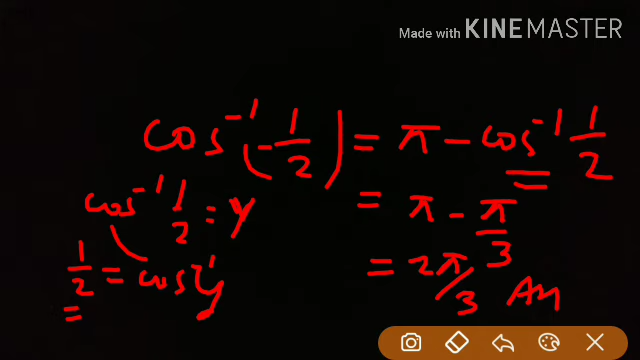 Made with KINEMASTER
cos⁻¹(-1/2) = π - cos⁻¹ 1/2
= π - π/3
= 2π/3 Ans
cos⁻¹ 1/2 = y
1/2 = cos y
=